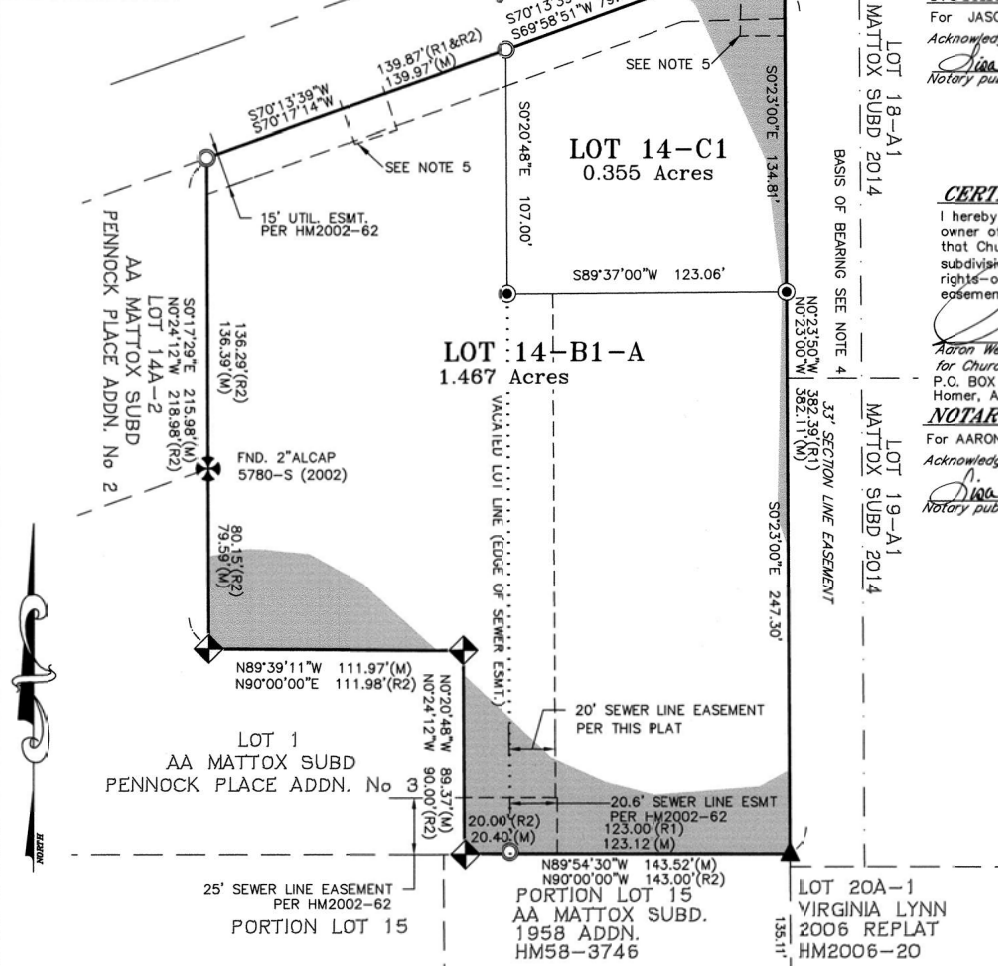 S70°13'39"W
S70°17'14"W
139.87'(R1&R2)
139.97'(M)
S69°58'51"W
SEE NOTE 5
SEE NOTE 5
15' UTIL. ESMT.
PER HM2002-62
S0°20'48"E 107.00'
LOT 14-C1
0.355 Acres
S0°23'00"E 134.81'
S89°37'00"W 123.06'
LOT 18-A1
MATTOX SUBD 2014
BASIS OF BEARING SEE NOTE 4
N0°23'50"W 382.39'(R1)
N0°23'00"W 382.11'(M)
LOT 14-B1-A
1.467 Acres
LOT 14A-2
AA MATTOX SUBD
PENNOCK PLACE ADDN. No 2
S0°17'29"E 215.98'(M)
N0°24'12"W 218.98'(R2)
136.29'(R2)
136.39'(M)
FND. 2"ALCAP
5780-S (2002)
80.15'(R2)
79.59'(M)
VACATED LOT LINE (EDGE OF SEWER ESMT.)
33' SECTION LINE EASEMENT
LOT 19-A1
MATTOX SUBD 2014
S0°23'00"E 247.30'
N89°39'11"W 111.97'(M)
N90°00'00"E 111.98'(R2)
N0°20'48"W 89.37'(M)
N0°24'12"W 90.00'(R2)
20' SEWER LINE EASEMENT
PER THIS PLAT
LOT 1
AA MATTOX SUBD
PENNOCK PLACE ADDN. No 3
20.6' SEWER LINE ESMT
PER HM2002-62
20.00'(R2)
20.40'(M)
123.00'(R1)
123.12'(M)
N89°54'30"W 143.52'(M)
N90°00'00"W 143.00'(R2)
25' SEWER LINE EASEMENT
PER HM2002-62
PORTION LOT 15
PORTION LOT 15
AA MATTOX SUBD.
1958 ADDN.
HM58-3746
135.11'
LOT 20A-1
VIRGINIA LYNN
2006 REPLAT
HM2006-20
HERON
For JASO
Acknowled
Notary pub
CERT
I hereby
owner of
that Chu
subdivisi
rights-o
easemen
Aaron We
for Churc
P.O. BOX
Homer, A
NOTAR
For AARON
Acknowledg
Notary pub